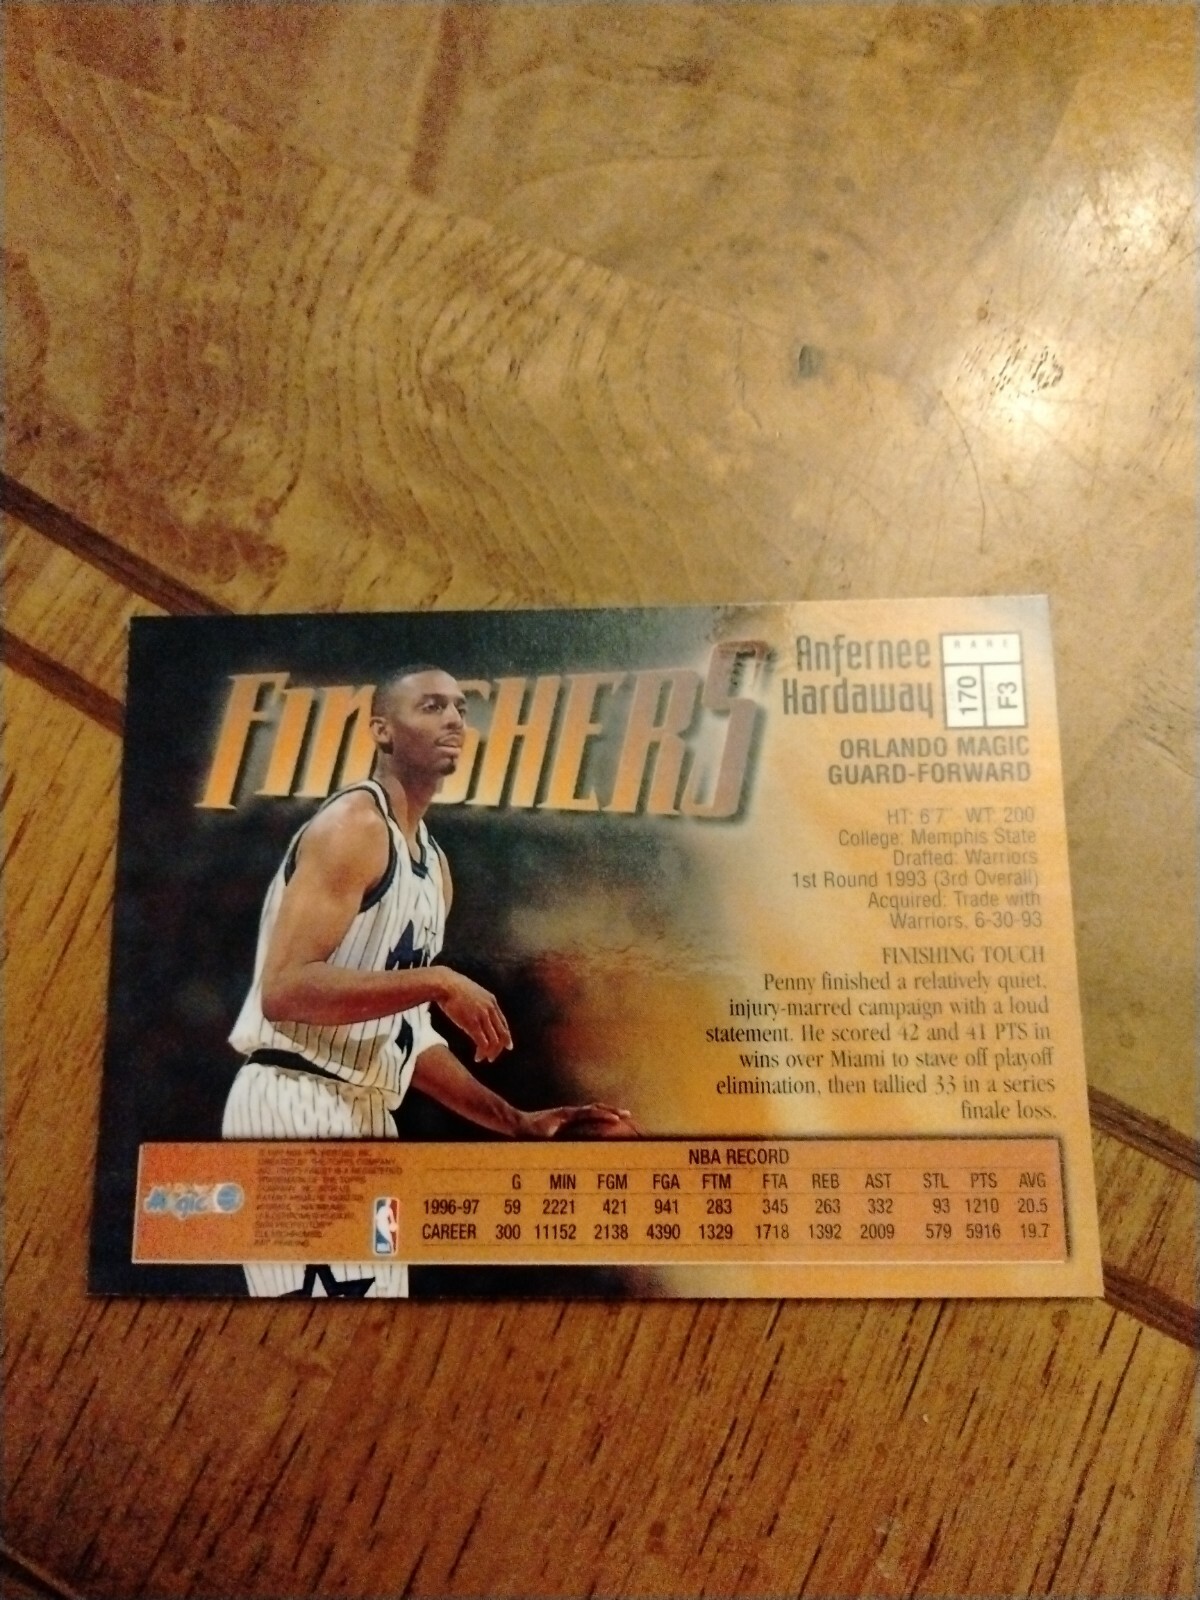 FINISHERS
Anfernee
Hardaway
RARE
170
F3
ORLANDO MAGIC
GUARD-FORWARD
HT: 6'7" WT: 200
College: Memphis State
Drafted: Warriors
1st Round 1993 (3rd Overall)
Acquired: Trade with
Warriors, 6-30-93
FINISHING TOUCH
Penny finished a relatively quiet,
injury-marred campaign with a loud
statement. He scored 42 and 41 PTS in
wins over Miami to stave off playoff
elimination, then tallied 33 in a series
finale loss.
NBA RECORD
G MIN FGM FGA FTM FTA REB AST STL PTS AVG
1996-97 59 2221 421 941 283 345 263 332 93 1210 20.5
CAREER 300 11152 2138 4390 1329 1718 1392 2009 579 5916 19.7
Magic